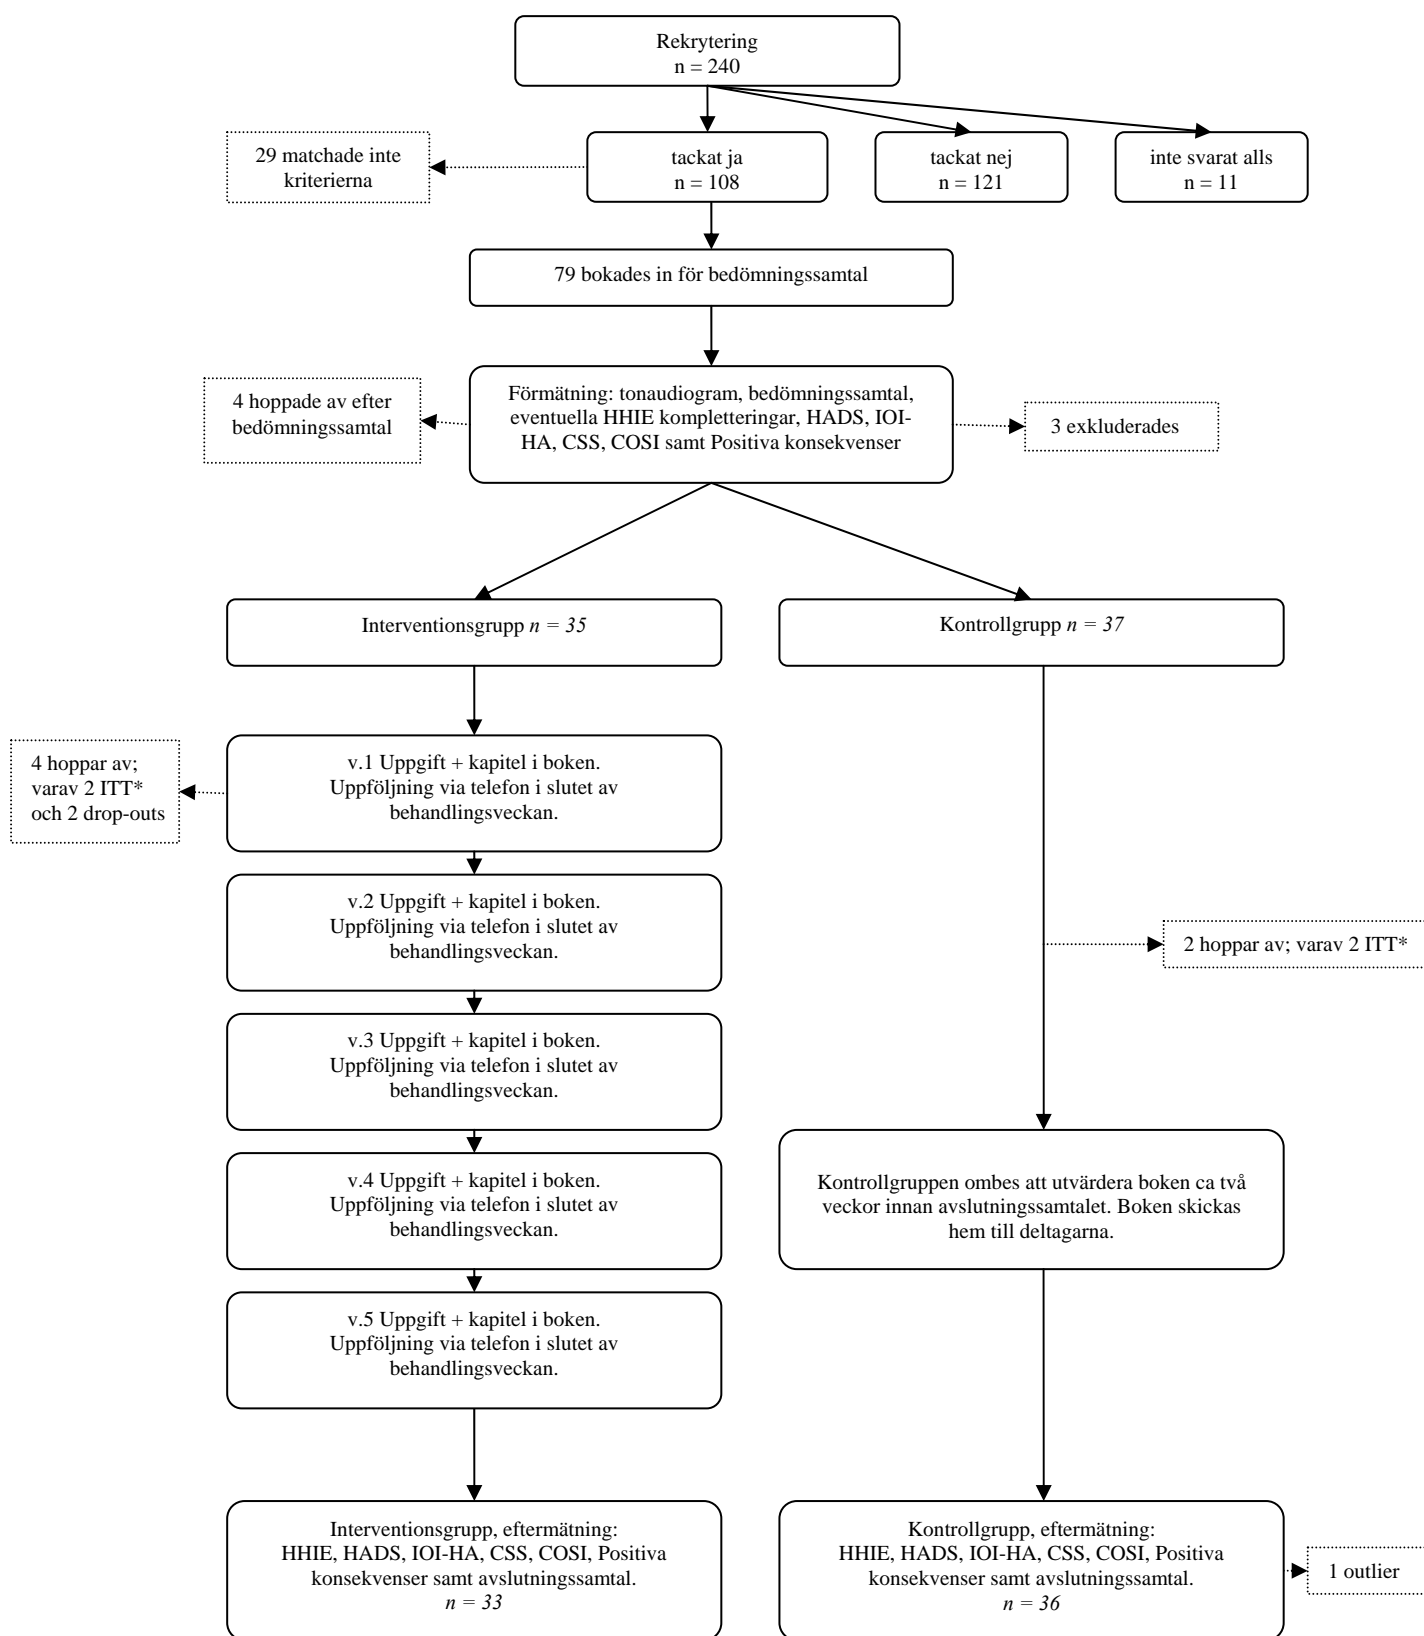 Rekrytering
n = 240
29 matchade inte
kriterierna
tackat ja
n = 108
tackat nej
n = 121
inte svarat alls
n = 11
79 bokades in för bedömningssamtal
4 hoppade av efter
bedömningssamtal
Förmätning: tonaudiogram, bedömningssamtal,
eventuella HHIE kompletteringar, HADS, IOI-
HA, CSS, COSI samt Positiva konsekvenser
3 exkluderades
Interventionsgrupp n = 35
Kontrollgrupp n = 37
4 hoppar av;
varav 2 ITT*
och 2 drop-outs
v.1 Uppgift + kapitel i boken.
Uppföljning via telefon i slutet av
behandlingsveckan.
v.2 Uppgift + kapitel i boken.
Uppföljning via telefon i slutet av
behandlingsveckan.
2 hoppar av; varav 2 ITT*
v.3 Uppgift + kapitel i boken.
Uppföljning via telefon i slutet av
behandlingsveckan.
v.4 Uppgift + kapitel i boken.
Uppföljning via telefon i slutet av
behandlingsveckan.
Kontrollgruppen ombes att utvärdera boken ca två
veckor innan avslutningssamtalet. Boken skickas
hem till deltagarna.
v.5 Uppgift + kapitel i boken.
Uppföljning via telefon i slutet av
behandlingsveckan.
Interventionsgrupp, eftermätning:
HHIE, HADS, IOI-HA, CSS, COSI, Positiva
konsekvenser samt avslutningssamtal.
n = 33
Kontrollgrupp, eftermätning:
HHIE, HADS, IOI-HA, CSS, COSI, Positiva
konsekvenser samt avslutningssamtal.
n = 36
1 outlier